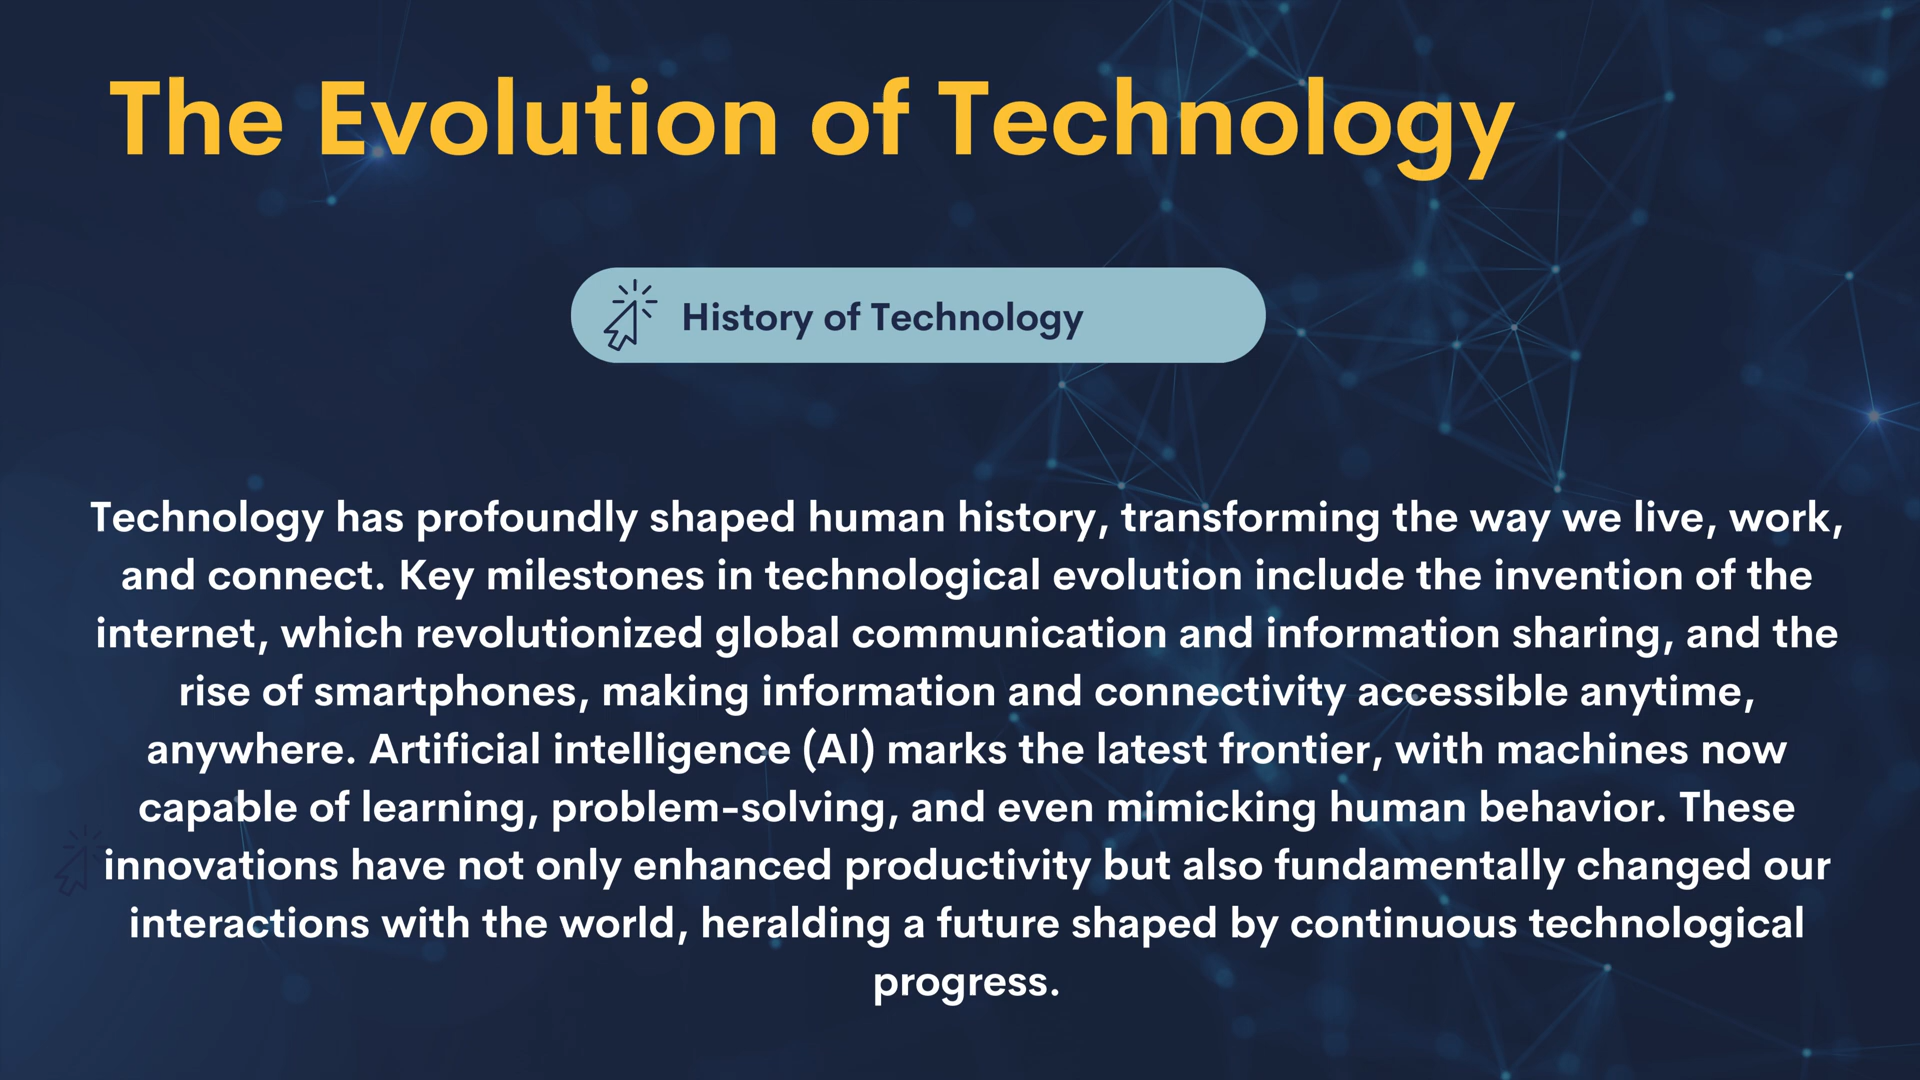 The Evolution of Technology
History of Technology
Technology has profoundly shaped human history, transforming the way we live, work,
and connect. Key milestones in technological evolution include the invention of the
internet, which revolutionized global communication and information sharing, and the
rise of smartphones, making information and connectivity accessible anytime,
anywhere. Artificial intelligence (AI) marks the latest frontier, with machines now
capable of learning, problem-solving, and even mimicking human behavior. These
innovations have not only enhanced productivity but also fundamentally changed our
interactions with the world, heralding a future shaped by continuous technological
progress.